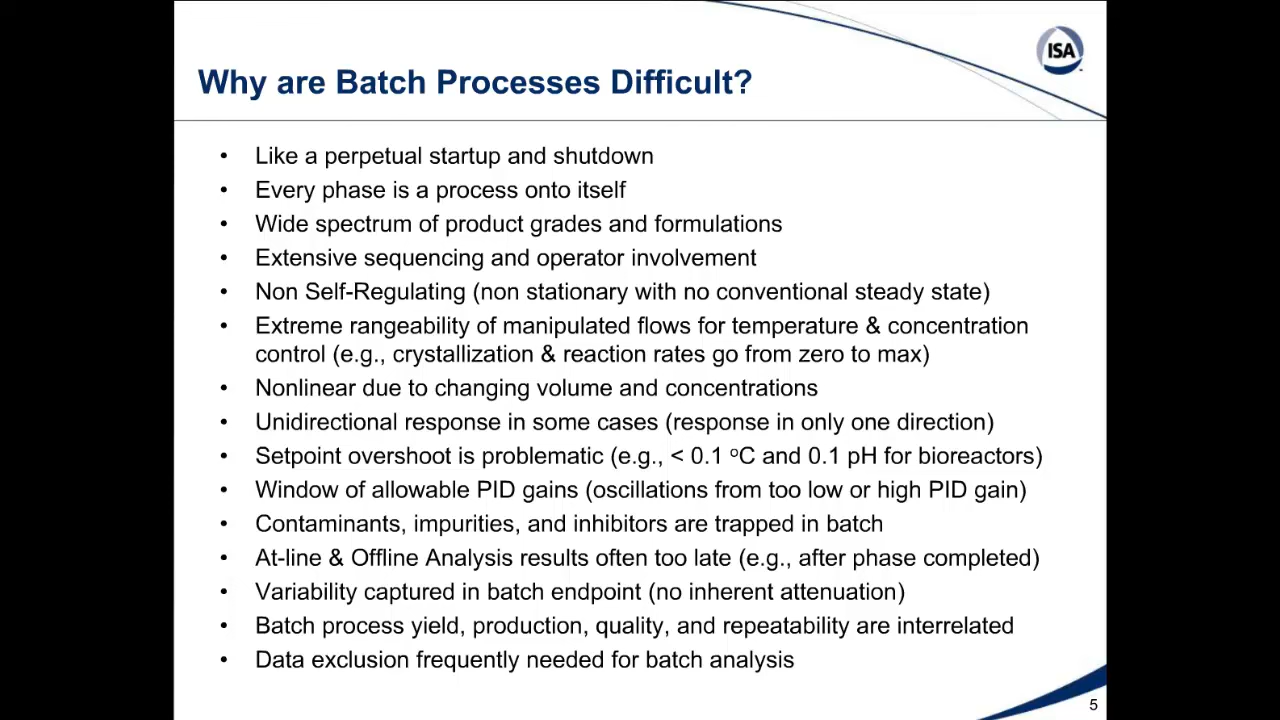 ISA
Why are Batch Processes Difficult?
• Like a perpetual startup and shutdown
• Every phase is a process onto itself
• Wide spectrum of product grades and formulations
• Extensive sequencing and operator involvement
• Non Self-Regulating (non stationary with no conventional steady state)
• Extreme rangeability of manipulated flows for temperature & concentration
control (e.g., crystallization & reaction rates go from zero to max)
• Nonlinear due to changing volume and concentrations
• Unidirectional response in some cases (response in only one direction)
• Setpoint overshoot is problematic (e.g., < 0.1 ᵒC and 0.1 pH for bioreactors)
• Window of allowable PID gains (oscillations from too low or high PID gain)
• Contaminants, impurities, and inhibitors are trapped in batch
• At-line & Offline Analysis results often too late (e.g., after phase completed)
• Variability captured in batch endpoint (no inherent attenuation)
• Batch process yield, production, quality, and repeatability are interrelated
• Data exclusion frequently needed for batch analysis
5